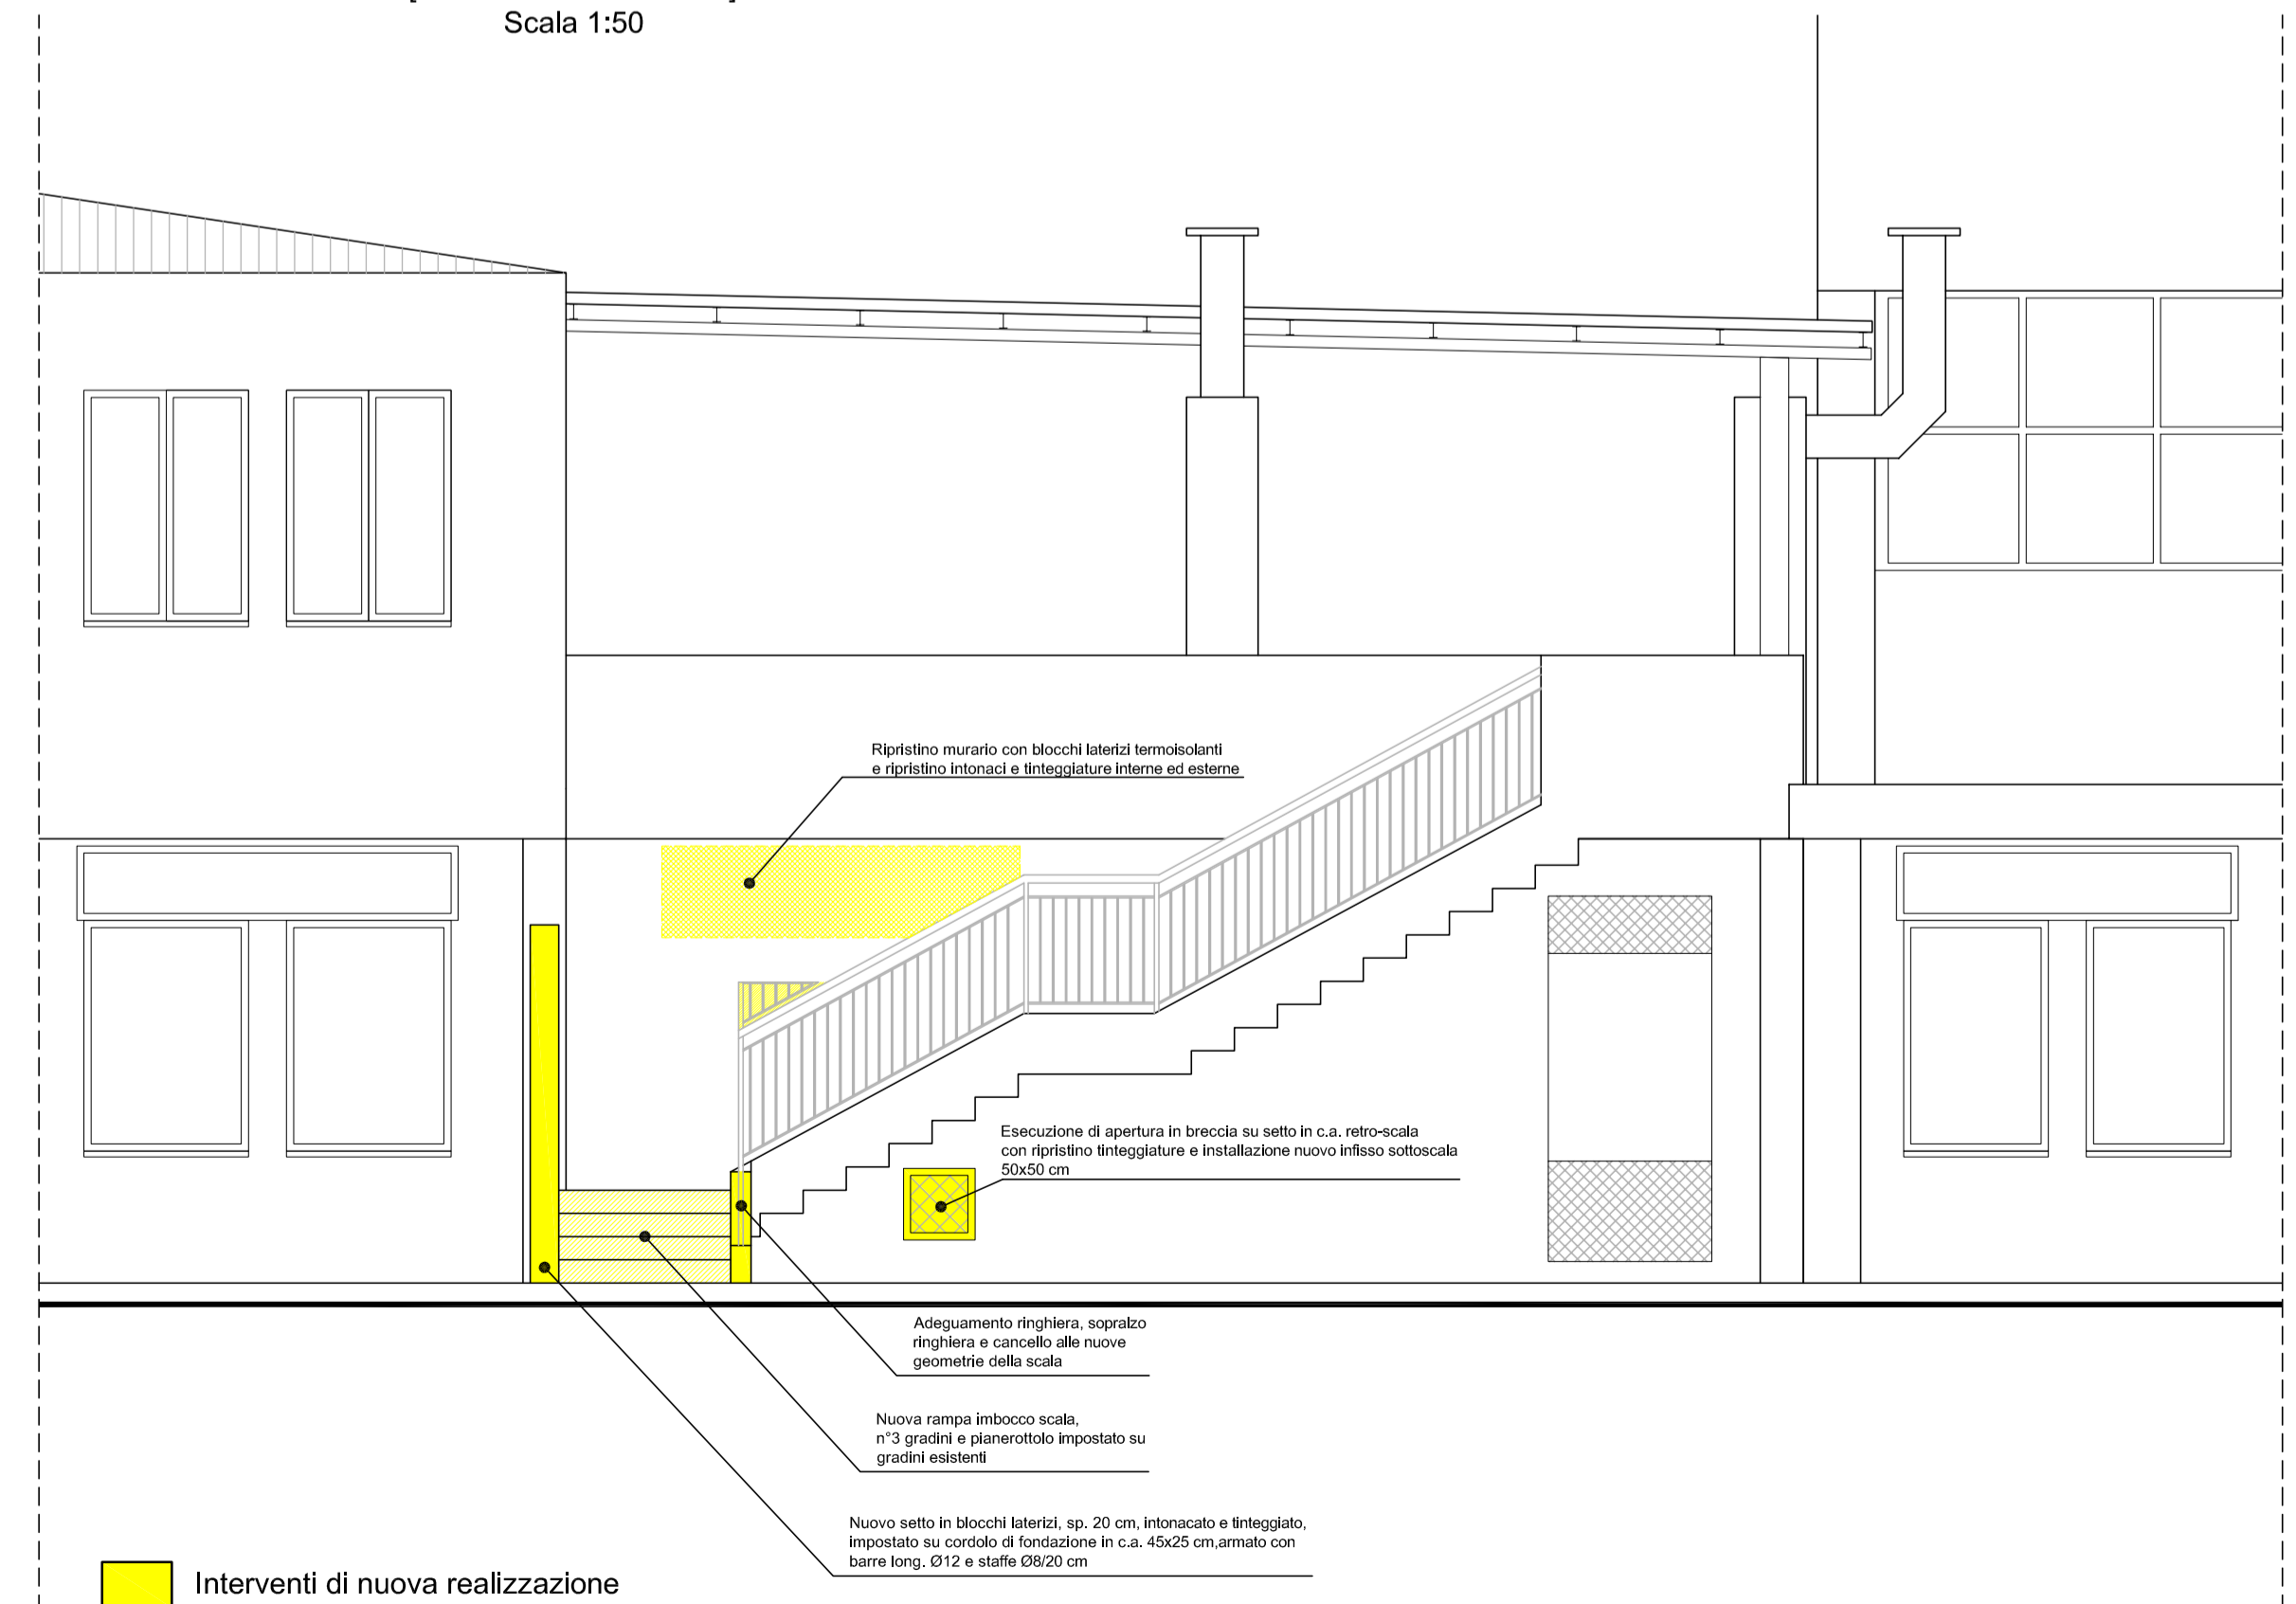 Scala 1:50
Ripristino murario con blocchi laterizi termoisolanti
e ripristino intonaci e tinteggiature interne ed esterne
Esecuzione di apertura in breccia su setto in c.a. retro-scala
con ripristino tinteggiature e installazione nuovo infisso sottoscala
50x50 cm
Adeguamento ringhiera, sopralzo
ringhiera e cancello alle nuove
geometrie della scala
Nuova rampa imbocco scala,
n°3 gradini e pianerottolo impostato su
gradini esistenti
Nuovo setto in blocchi laterizi, sp. 20 cm, intonacato e tinteggiato,
impostato su cordolo di fondazione in c.a. 45x25 cm,armato con
barre long. Ø12 e staffe Ø8/20 cm
Interventi di nuova realizzazione